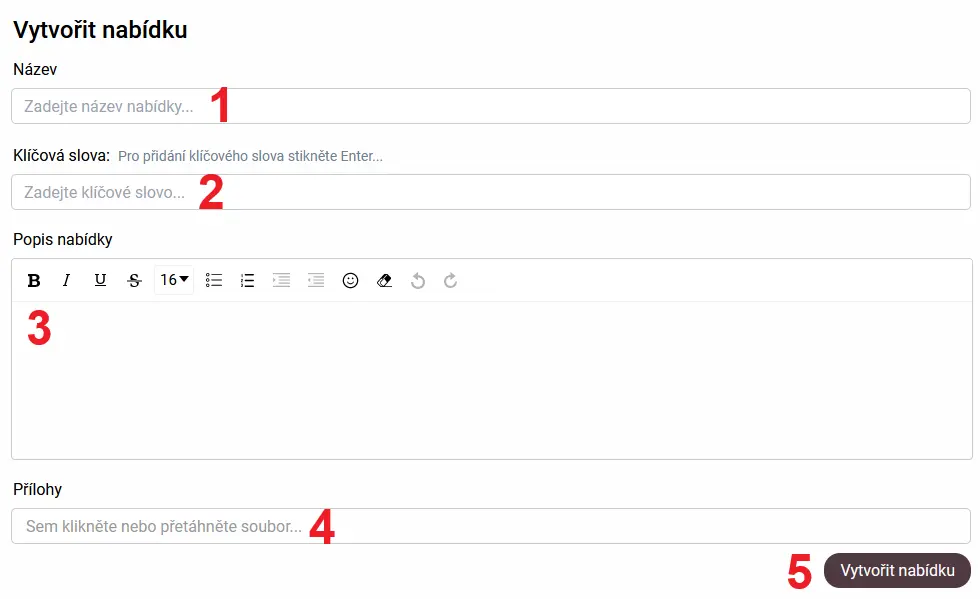 Vytvořit nabídku
Název
Zadejte název nabídky... 1
Klíčová slova: Pro přidání klíčového slova stikněte Enter...
Zadejte klíčové slovo... 2
Popis nabídky
B I U S 16
3
Přílohy
Sem klikněte nebo přetáhněte soubor... 4
5 Vytvořit nabídku